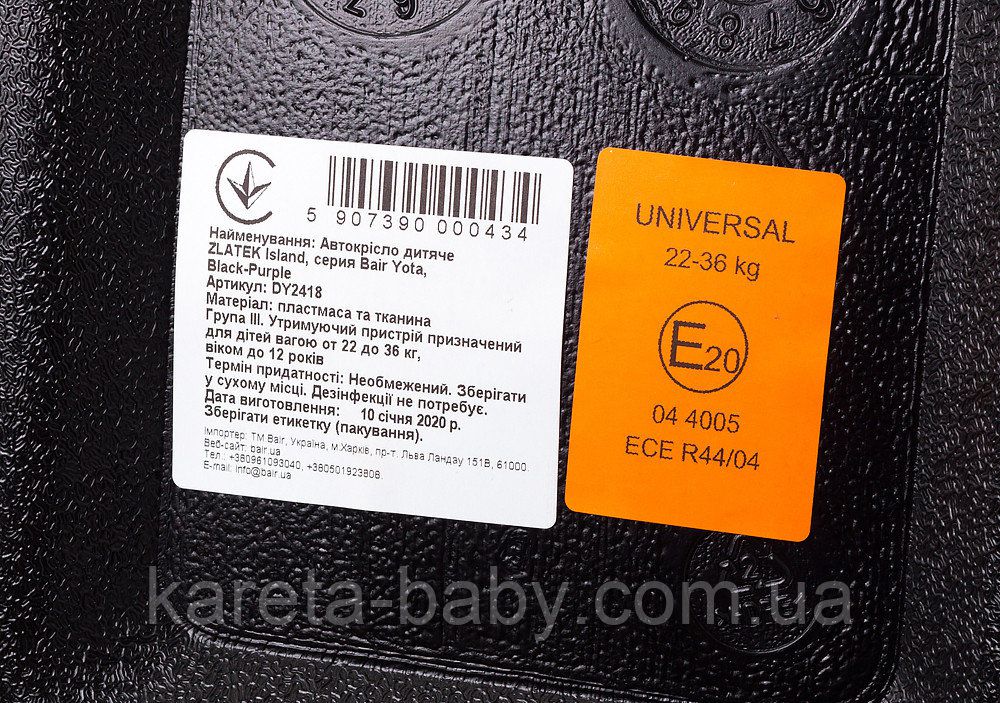 5 907390 000434
Найменування: Автокрісло дитяче
ZLATEK Island, серия Bair Yota,
Black-Purple
Артикул: DY2418
Матеріал: пластмаса та тканина
Група III. Утримуючий пристрій призначений
для дітей вагою от 22 до 36 кг,
віком до 12 років
Термін придатності: Необмежений. Зберігати
у сухому місці. Дезінфекції не потребує.
Дата виготовлення: 10 січня 2020 р.
Зберігати етикетку (пакування).
Імпортер: ТМ.Bair, Україна, м.Харків, пр-т. Льва Ландау 151В, 61000.
Веб-сайт: bair.ua
Тел.: +380961093040, +380501923806.
E-mail: info@bair.ua
UNIVERSAL
22-36 kg
E20
04 4005
ECE R44/04
kareta-baby.com.ua